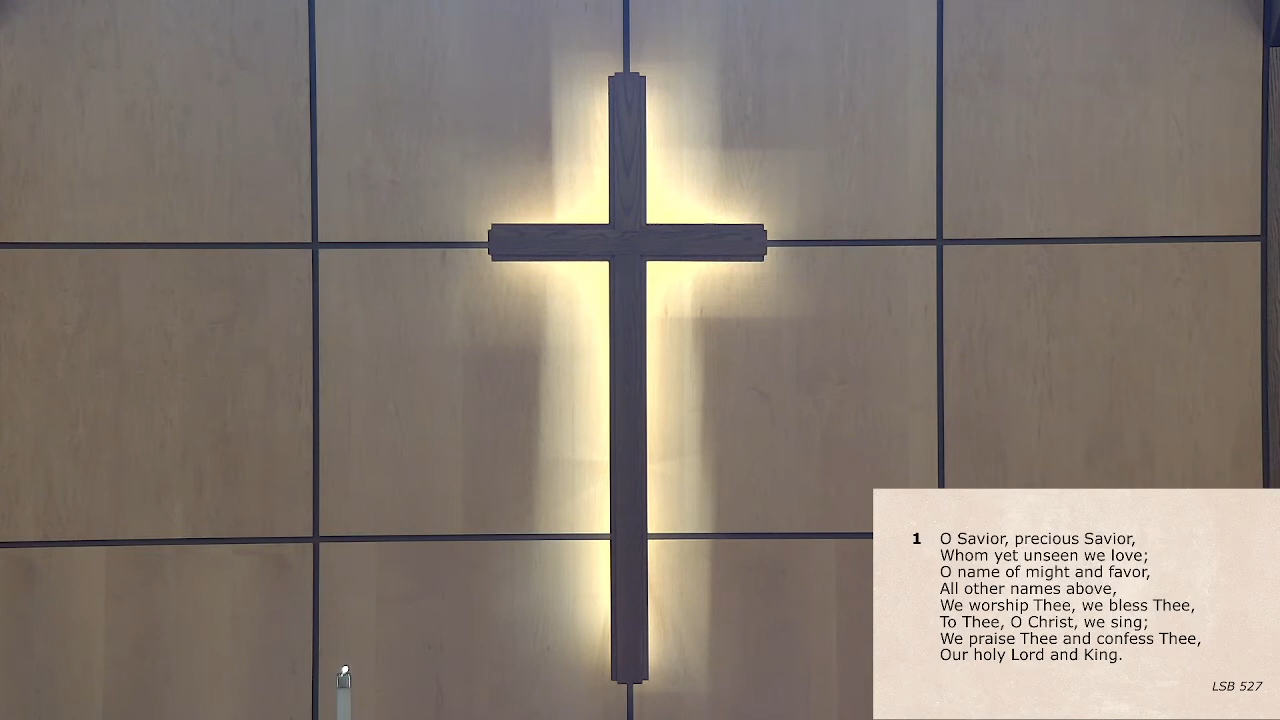 1 O Savior, precious Savior,
Whom yet unseen we love;
O name of might and favor,
All other names above,
We worship Thee, we bless Thee,
To Thee, O Christ, we sing;
We praise Thee and confess Thee,
Our holy Lord and King.
LSB 527